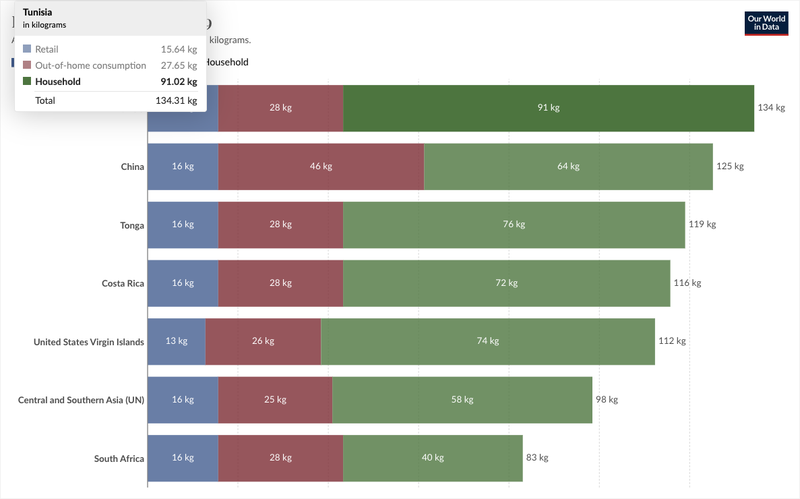 Tunisia
in kilograms
Retail 15.64 kg
Out-of-home consumption 27.65 kg
Household 91.02 kg
Total 134.31 kg
kilograms.
Household
Our World
in Data
28 kg 91 kg 134 kg
China 16 kg 46 kg 64 kg 125 kg
Tonga 16 kg 28 kg 76 kg 119 kg
Costa Rica 16 kg 28 kg 72 kg 116 kg
United States Virgin Islands 13 kg 26 kg 74 kg 112 kg
Central and Southern Asia (UN) 16 kg 25 kg 58 kg 98 kg
South Africa 16 kg 28 kg 40 kg 83 kg